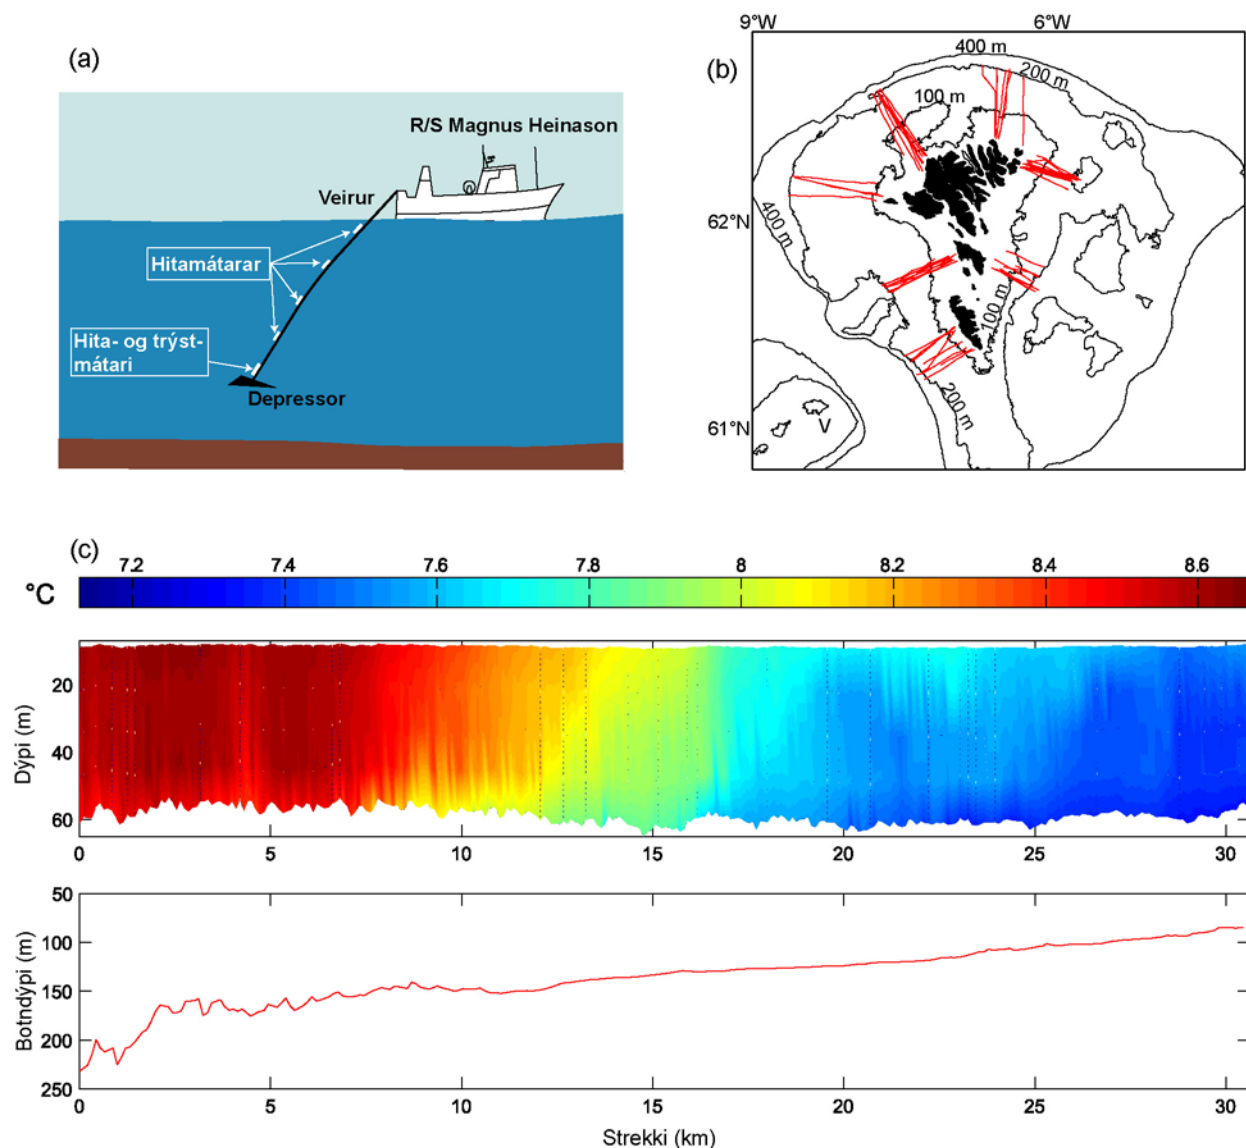 (a)
R/S Magnus Heinason
Veirur
Hitamátarar
Hita- og trýst-
mátari
Depressor
(b)
9°W
6°W
400 m
200 m
100 m
62°N
400 m
100 m
200 m
61°N
V
(c)
7.2 7.4 7.6 7.8 8 8.2 8.4 8.6
°C
Dýpi (m)
20
40
60
0 5 10 15 20 25 30
Botndýpi (m)
50
100
150
200
250
0 5 10 15 20 25 30
Strekki (km)